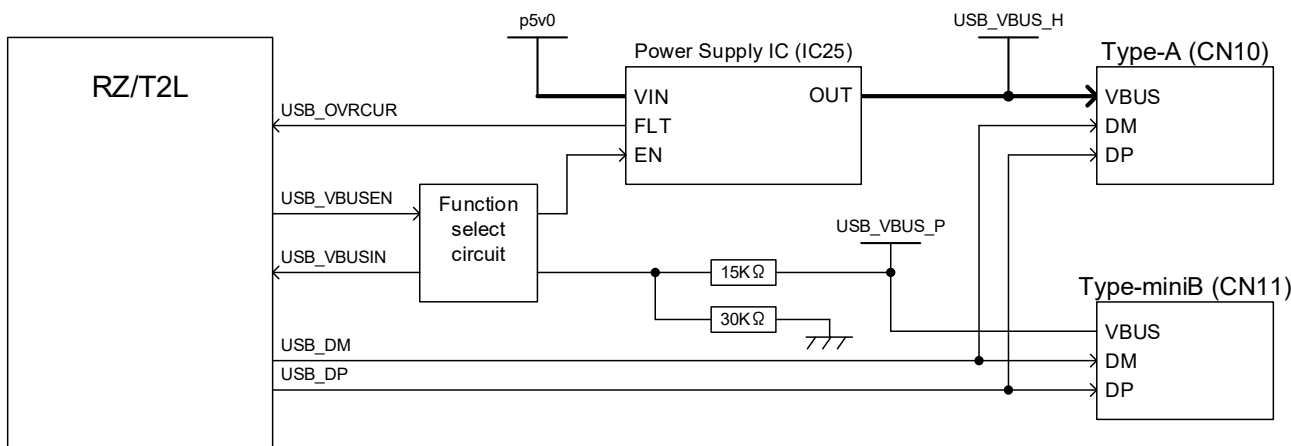 p5v0
USB_VBUS_H
Power Supply IC (IC25)
Type-A (CN10)
RZ/T2L
VIN
OUT
VBUS
USB_OVRCUR
FLT
DM
EN
DP
USB_VBUSEN
Function
select
circuit
USB_VBUS_P
USB_VBUSIN
15KΩ
Type-miniB (CN11)
30KΩ
VBUS
USB_DM
DM
USB_DP
DP